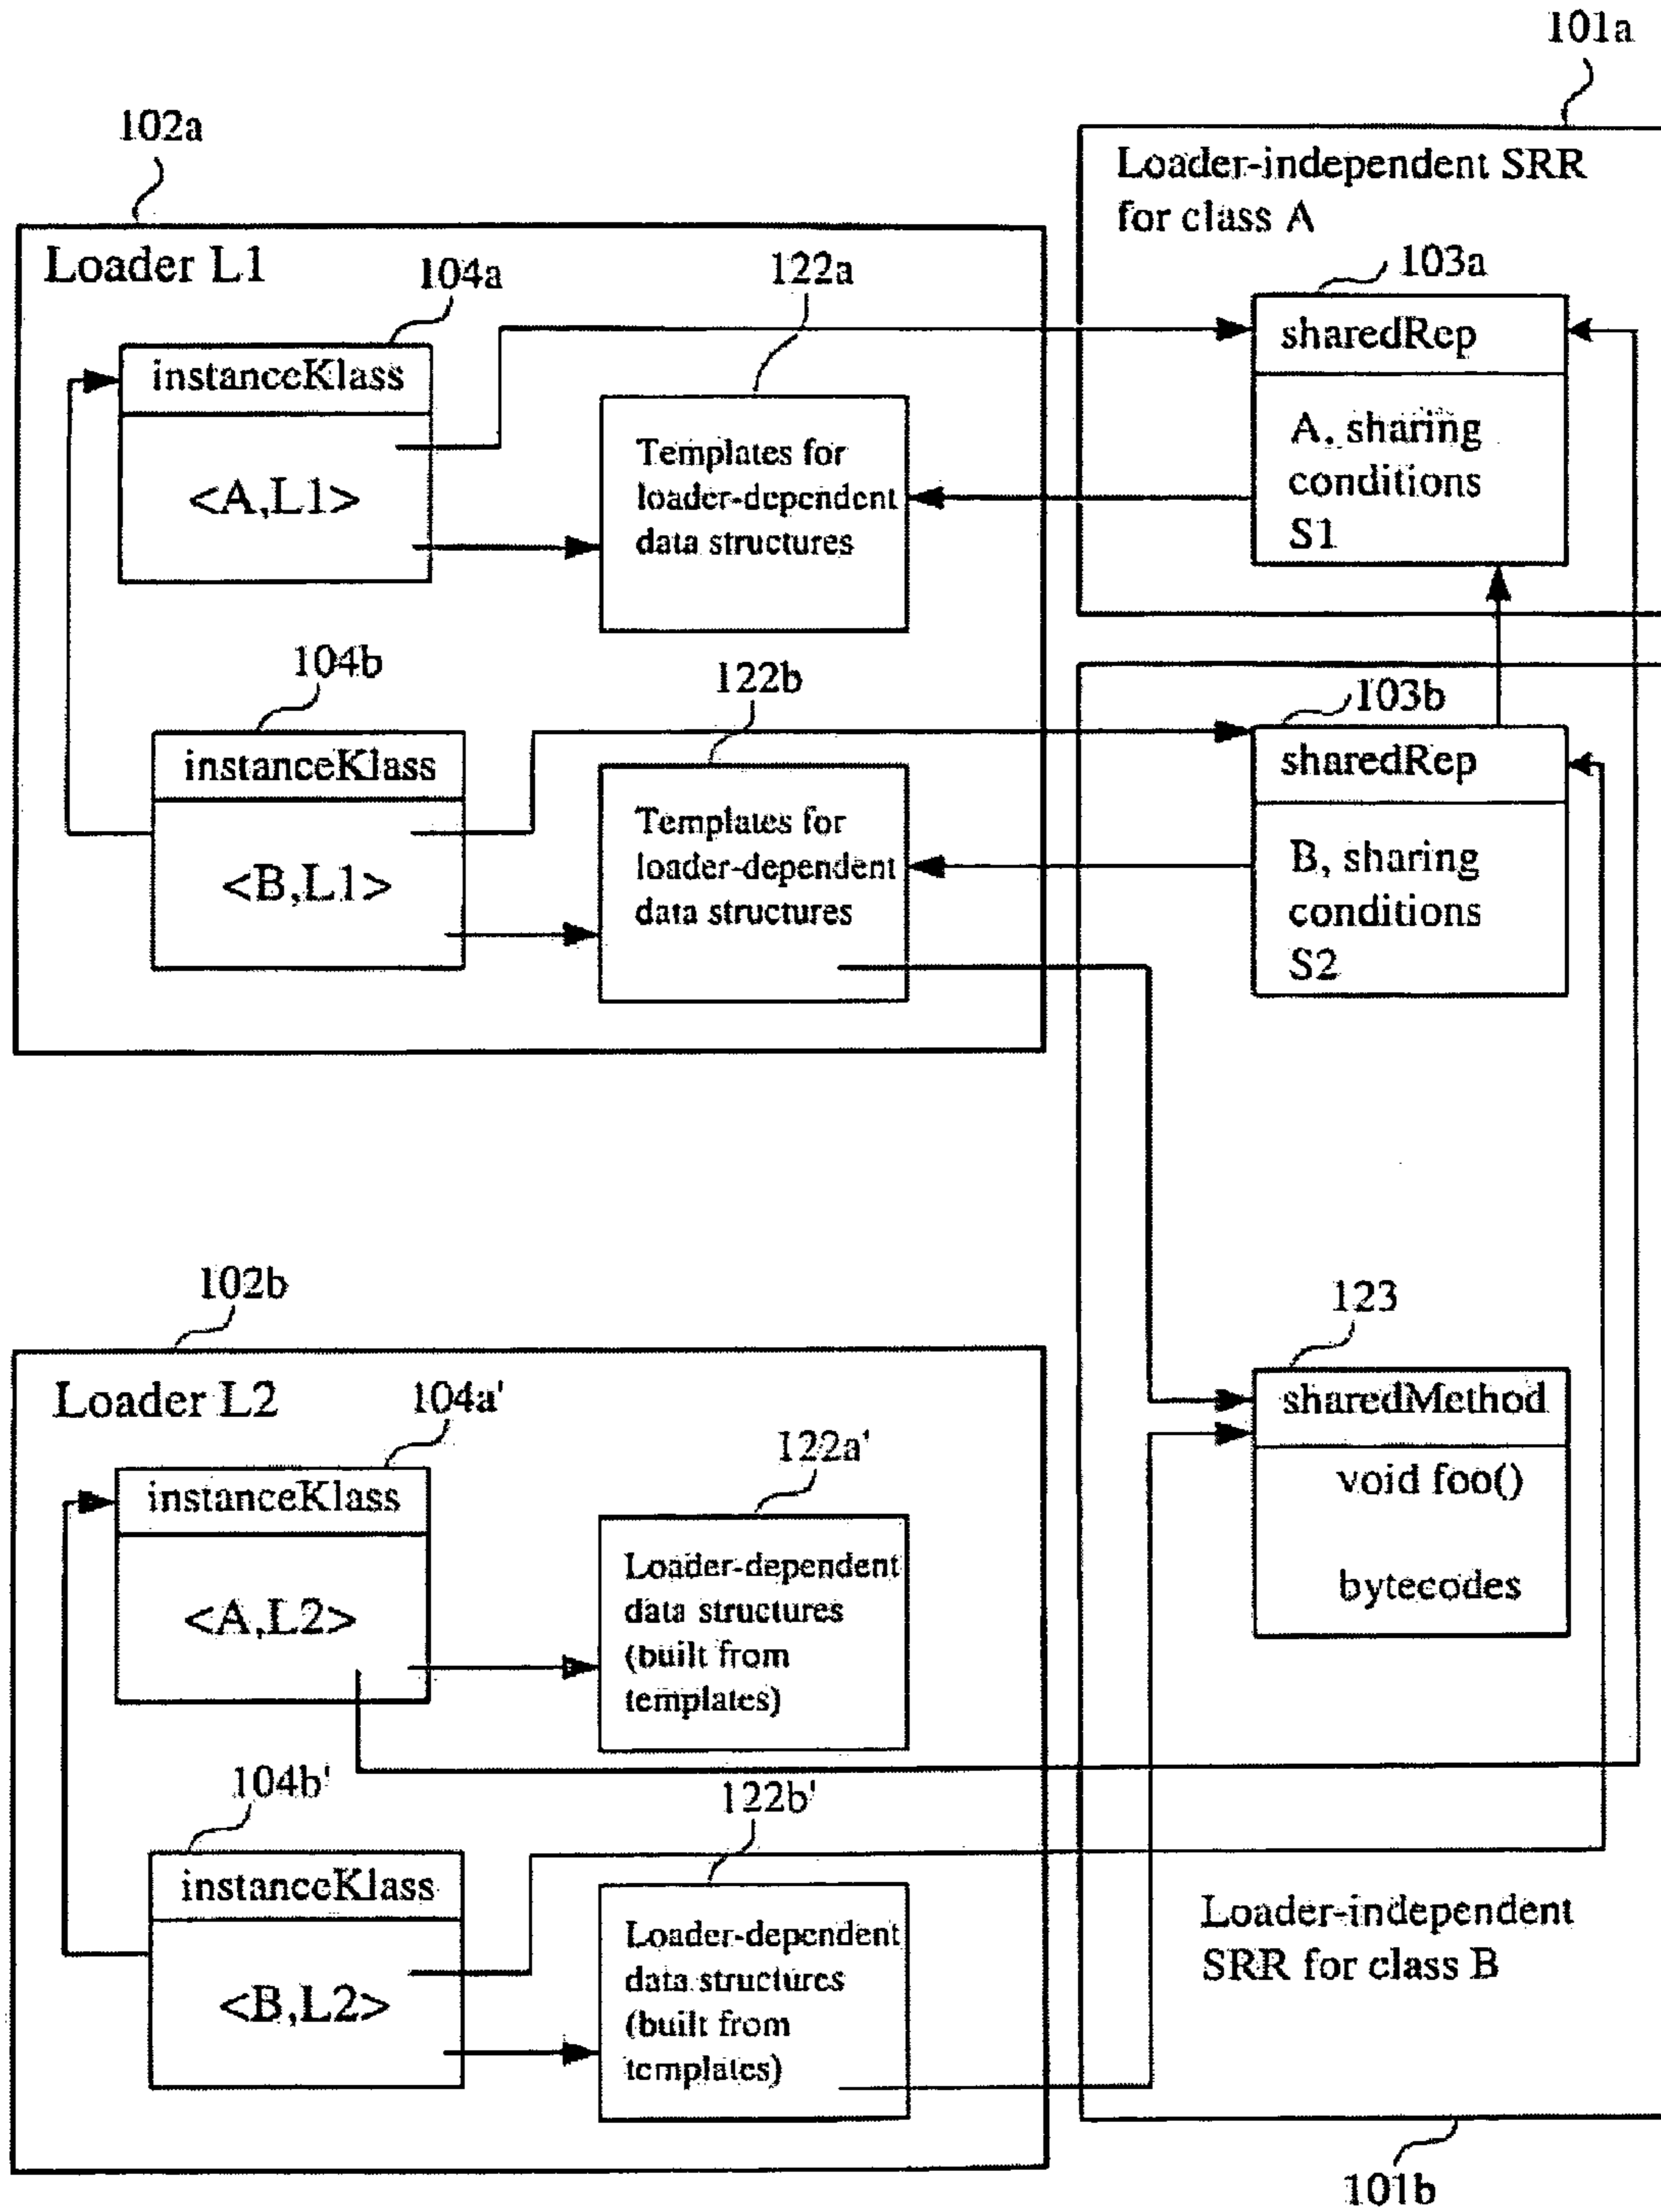 101a
102a
Loader-independent SRR
for class A
Loader L1
104a
122a
103a
instanceKlass
sharedRep
<A,L1>
Templates for
loader-dependent
data structures
A, sharing
conditions
S1
104b
122b
103b
instanceKlass
sharedRep
<B,L1>
Templates for
loader-dependent
data structures
B, sharing
conditions
S2
102b
123
Loader L2
104a'
sharedMethod
122a'
instanceKlass
void foo()
<A,L2>
Loader-dependent
data structures
(built from
templates)
bytecodes
104b'
122b'
instanceKlass
<B,L2>
Loader-dependent
data structures
(built from
templates)
Loader-independent
SRR for class B
101b